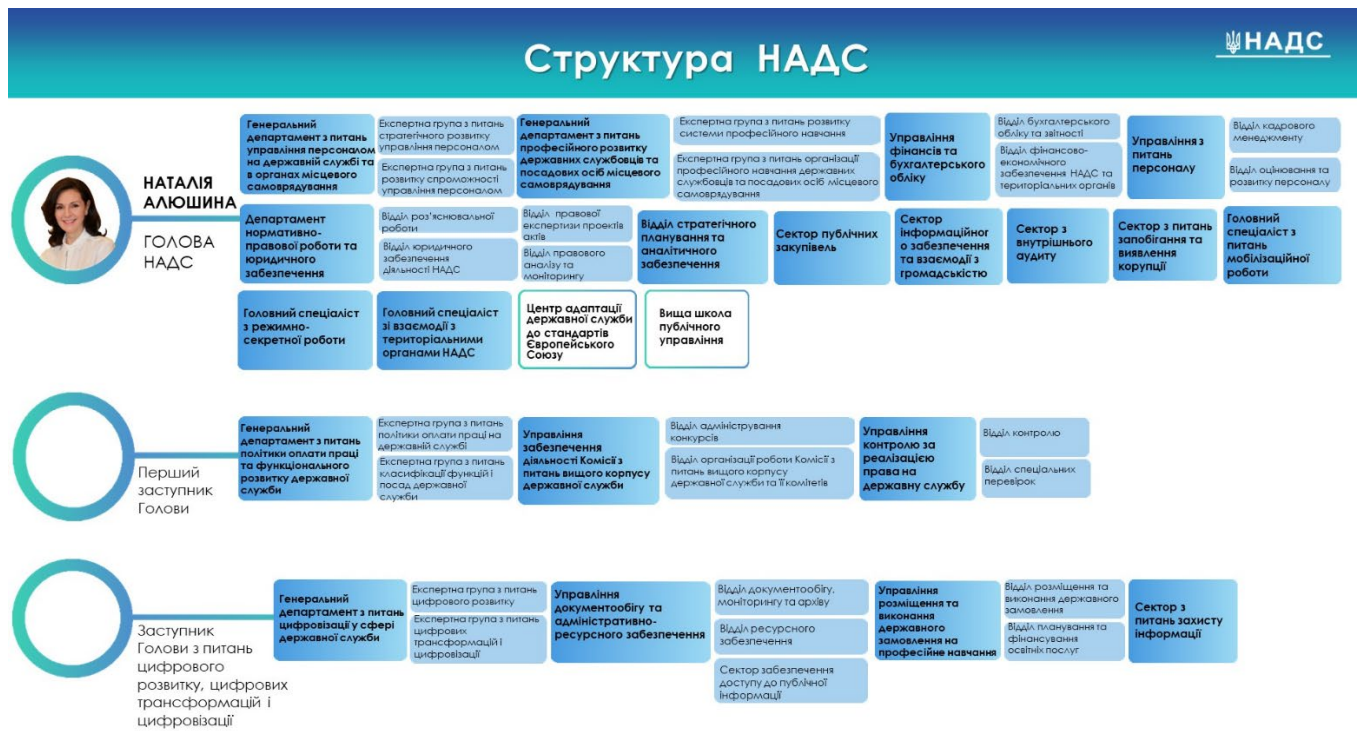 Структура НАДС
НАДС
НАТАЛІЯ
АЛЮШИНА
ГОЛОВА
НАДС
Генеральний
департамент з питань
управління персоналом
на державній службі та
в органах місцевого
самоврядування
Експертна група з питань
стратегічного розвитку
управління персоналом
Експертна група з питань
розвитку спроможності
управління персоналом
Генеральний
департамент з питань
професійного розвитку
державних службовців та
посадових осіб місцевого
самоврядування
Експертна група з питань розвитку
системи професійного навчання
Експертна група з питань організації
професійного навчання державних
службовців та посадових осіб місцевого
самоврядування
Управління
фінансів та
бухгалтерського
обліку
Відділ бухгалтерського
обліку та звітності
Відділ фінансово-
економічного
забезпечення НАДС та
територіальних органів
Управління з
питань
персоналу
Відділ кадрового
менеджменту
Відділ оцінювання та
розвитку персоналу
Департамент
нормативно-
правової роботи та
юридичного
забезпечення
Відділ роз'яснювальної
роботи
Відділ юридичного
забезпечення
діяльності НАДС
Відділ правової
експертизи проектів
актів
Відділ правового
аналізу та
моніторингу
Відділ стратегічного
планування та
аналітичного
забезпечення
Сектор публічних
закупівель
Сектор
інформаційног
о забезпечення
та взаємодії з
громадськістю
Сектор з
внутрішнього
аудиту
Сектор з питань
запобігання та
виявлення
корупції
Головний
спеціаліст з
питань
мобілізаційної
роботи
Головний спеціаліст
з режимно-
секретної роботи
Головний спеціаліст
зі взаємодії з
територіальними
органами НАДС
Центр адаптації
державної служби
до стандартів
Європейського
Союзу
Вища школа
публічного
управління
Перший
заступник
Голови
Генеральний
департамент з питань
політики оплати праці
та функціонального
розвитку державної
служби
Експертна група з питань
політики оплати праці на
державній службі
Експертна група з питань
класифікації функцій і
посад державної
служби
Управління
забезпечення
діяльності Комісії з
питань вищого корпусу
державної служби
Відділ адміністрування
конкурсів
Відділ організації роботи Комісії з
питань вищого корпусу
державної служби та її комітетів
Управління
контролю за
реалізацією
права на
державну службу
Відділ контролю
Відділ спеціальних
перевірок
Заступник
Голови з питань
цифрового
розвитку, цифрових
трансформацій і
цифровізації
Генеральний
департамент з питань
цифровізації у сфері
державної служби
Експертна група з питань
цифрового розвитку
Експертна група з питань
цифрових
трансформацій і
цифровізації
Управління
документообігу та
адміністративно-
ресурсного забезпечення
Відділ документообігу,
моніторингу та архіву
Відділ ресурсного
забезпечення
Сектор забезпечення
доступу до публічної
інформації
Управління
розміщення та
виконання
державного
замовлення на
професійне навчання
Відділ розміщення та
виконання державного
замовлення
Відділ планування та
фінансування
освітніх послуг
Сектор з
питань захисту
інформації